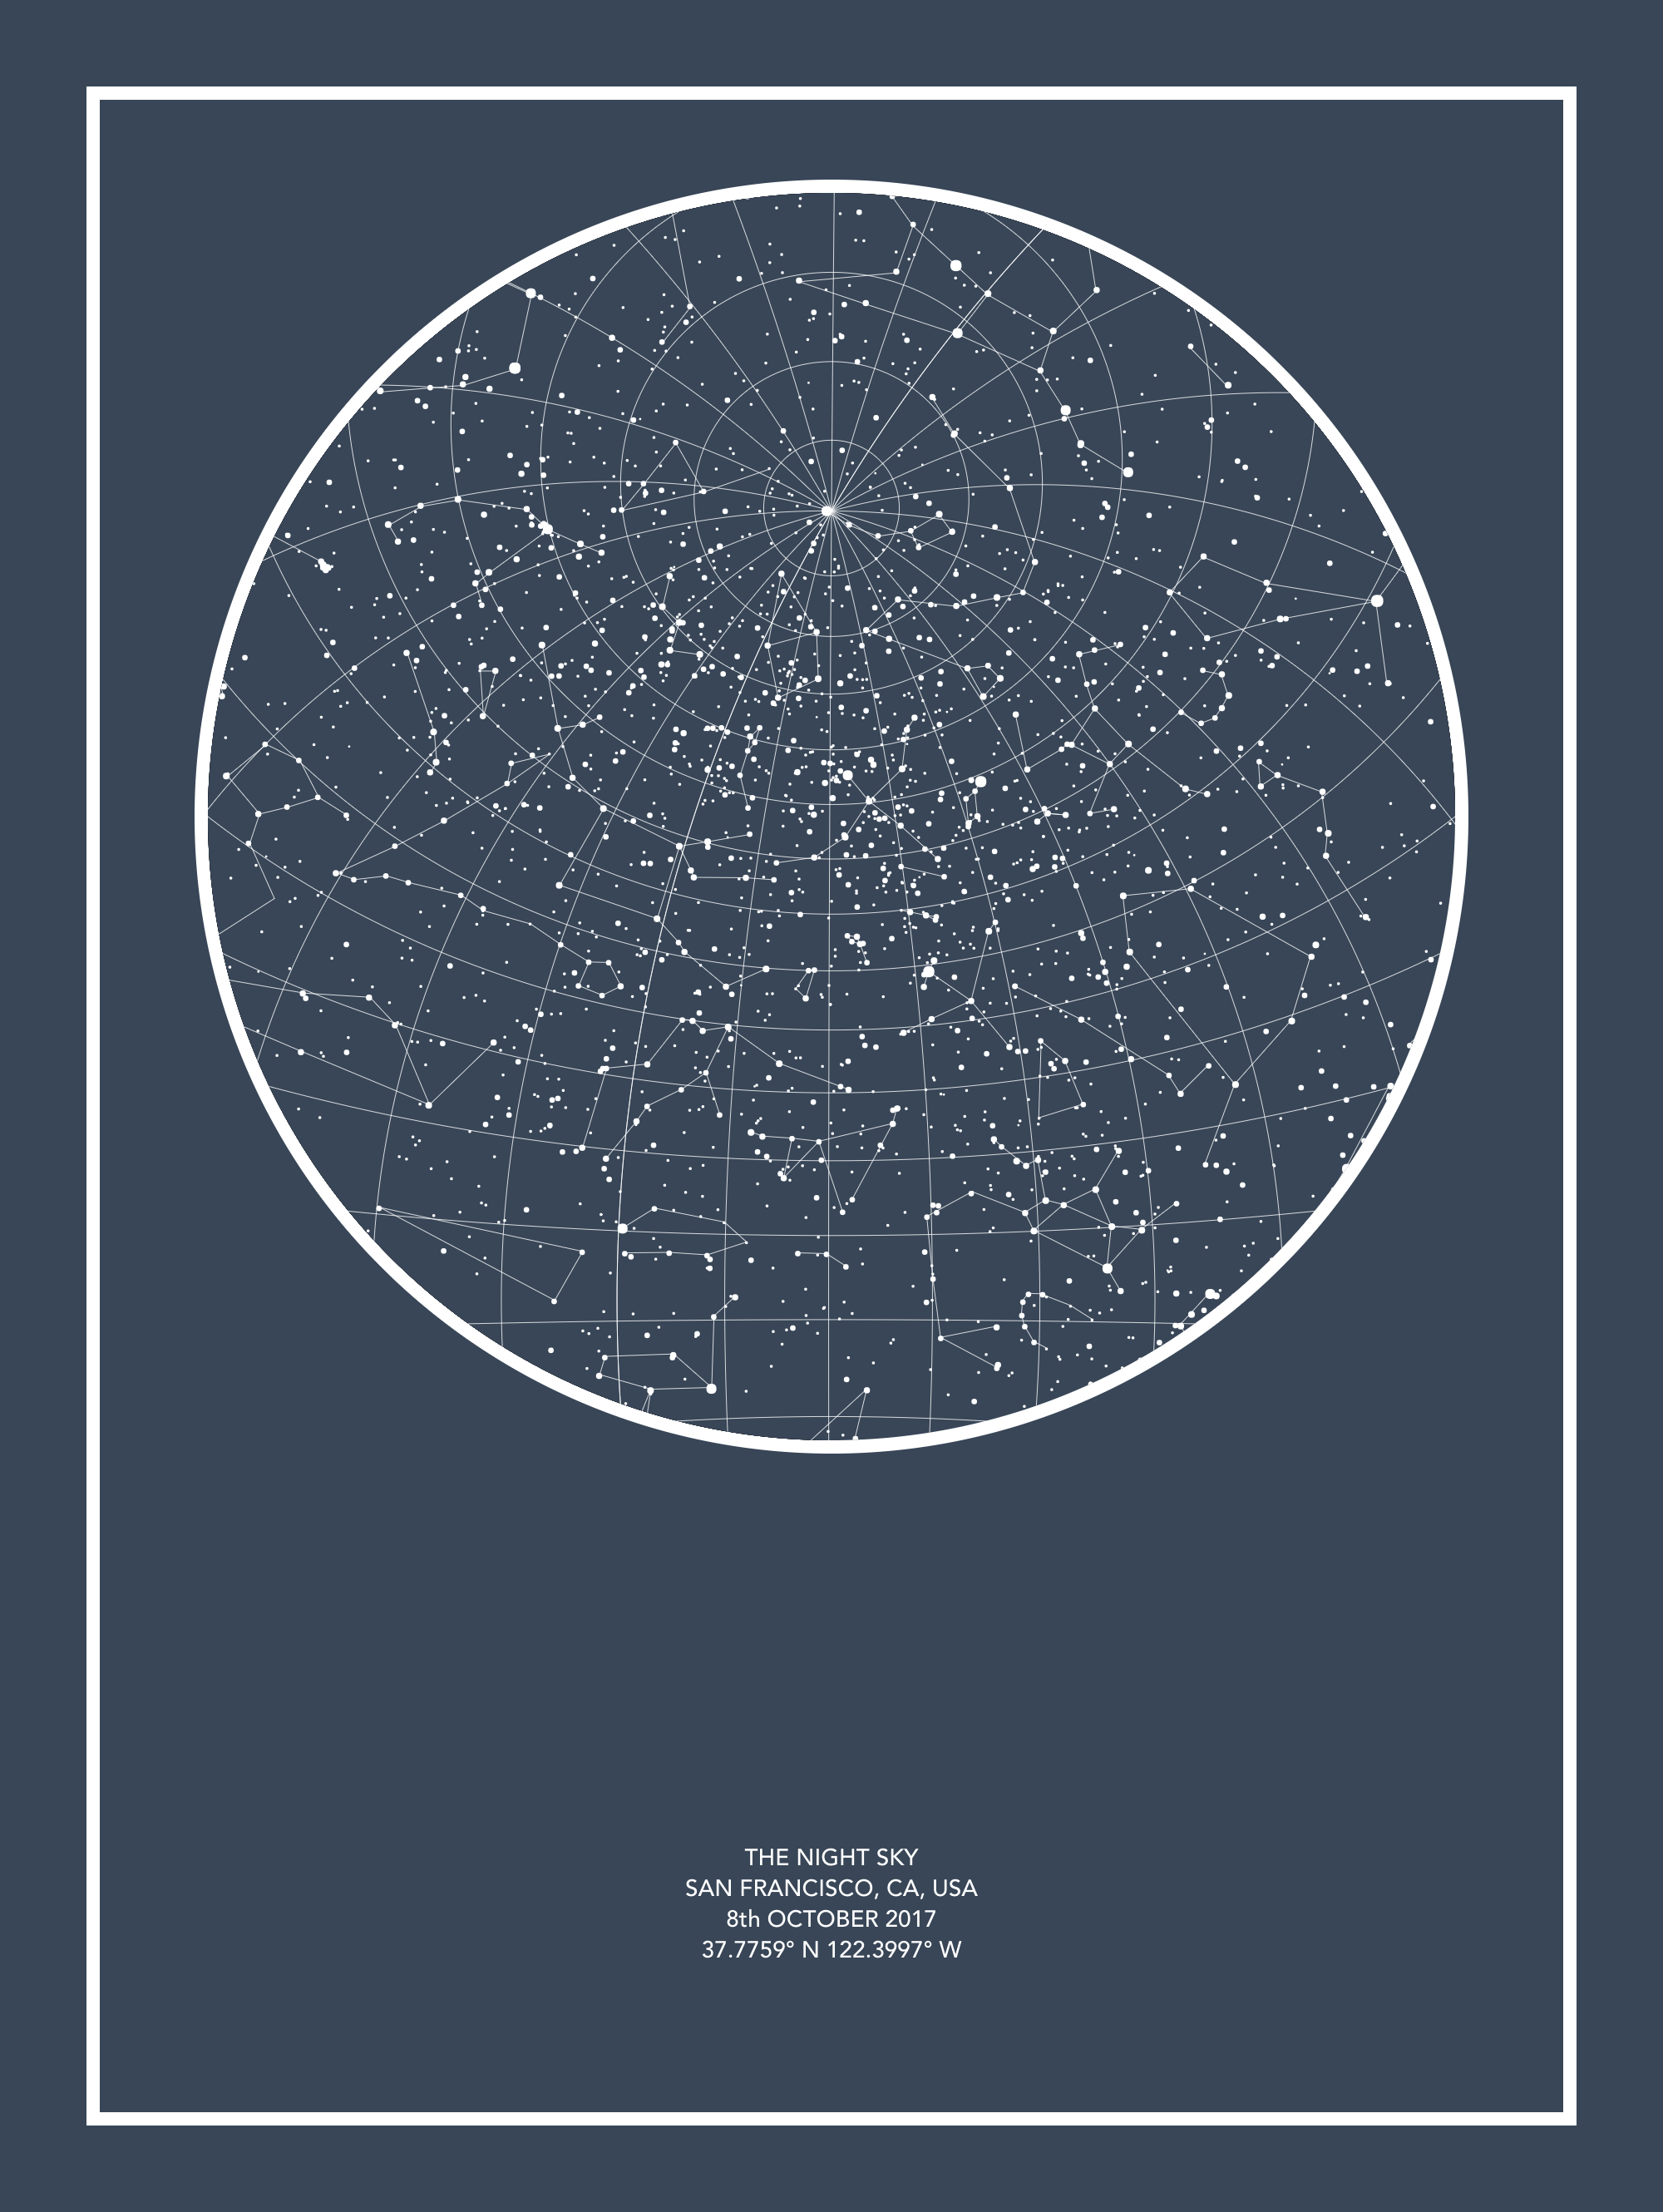 THE NIGHT SKY
SAN FRANCISCO, CA, USA
8th OCTOBER 2017
37.7759° N 122.3997° W